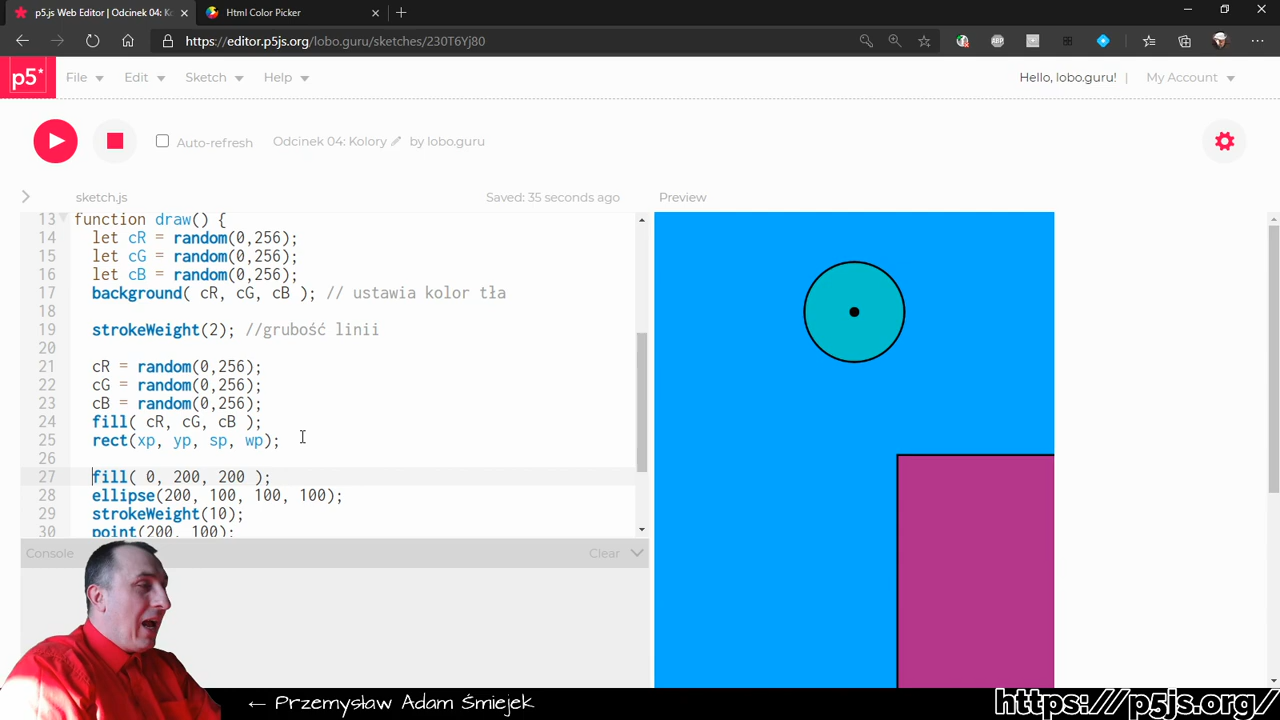 p5.js Web Editor | Odcinek 04: Ko
Html Color Picker
https://editor.p5js.org/lobo.guru/sketches/230T6Yj80
ABP
p5*
File
Edit
Sketch
Help
Hello, lobo.guru! |
My Account
Auto-refresh
Odcinek 04: Kolory
by lobo.guru
sketch.js
Saved: 35 seconds ago
Preview
13 function draw() {
14 let cR = random(0,256);
15 let cG = random(0,256);
16 let cB = random(0,256);
17 background( cR, cG, cB ); // ustawia kolor tła
18
19 strokeWeight(2); //grubość linii
20
21 cR = random(0,256);
22 cG = random(0,256);
23 cB = random(0,256);
24 fill( cR, cG, cB );
25 rect(xp, yp, sp, wp);
26
27 fill( 0, 200, 200 );
28 ellipse(200, 100, 100, 100);
29 strokeWeight(10);
30 point(200, 100);
Console
Clear
← Przemysław Adam Śmiejek
https://p5js.org/